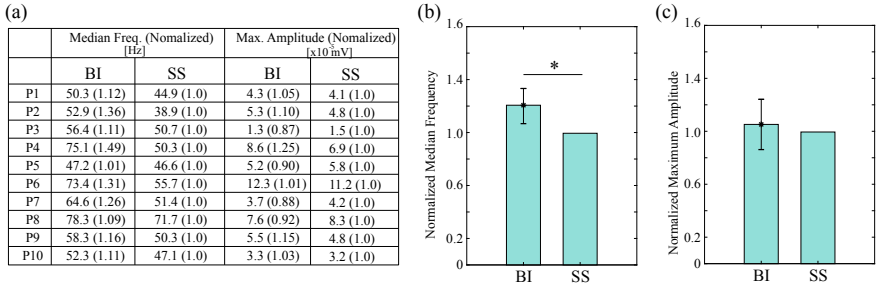 (a)
Median Freq. (Nomalized) Max. Amplitude (Nomalized)
[Hz] [x10⁻³mV]
BI SS BI SS
P1 50.3 (1.12) 44.9 (1.0) 4.3 (1.05) 4.1 (1.0)
P2 52.9 (1.36) 38.9 (1.0) 5.3 (1.10) 4.8 (1.0)
P3 56.4 (1.11) 50.7 (1.0) 1.3 (0.87) 1.5 (1.0)
P4 75.1 (1.49) 50.3 (1.0) 8.6 (1.25) 6.9 (1.0)
P5 47.2 (1.01) 46.6 (1.0) 5.2 (0.90) 5.8 (1.0)
P6 73.4 (1.31) 55.7 (1.0) 12.3 (1.01) 11.2 (1.0)
P7 64.6 (1.26) 51.4 (1.0) 3.7 (0.88) 4.2 (1.0)
P8 78.3 (1.09) 71.7 (1.0) 7.6 (0.92) 8.3 (1.0)
P9 58.3 (1.16) 50.3 (1.0) 5.5 (1.15) 4.8 (1.0)
P10 52.3 (1.11) 47.1 (1.0) 3.3 (1.03) 3.2 (1.0)
(b)
Normalized Median Frequency
1.6
1.4
1.2
1.0
0.6
0.2
0
*
BI SS
(c)
Normalized Maximum Amplitude
1.6
1.4
1.2
1.0
0.6
0.2
0
BI SS